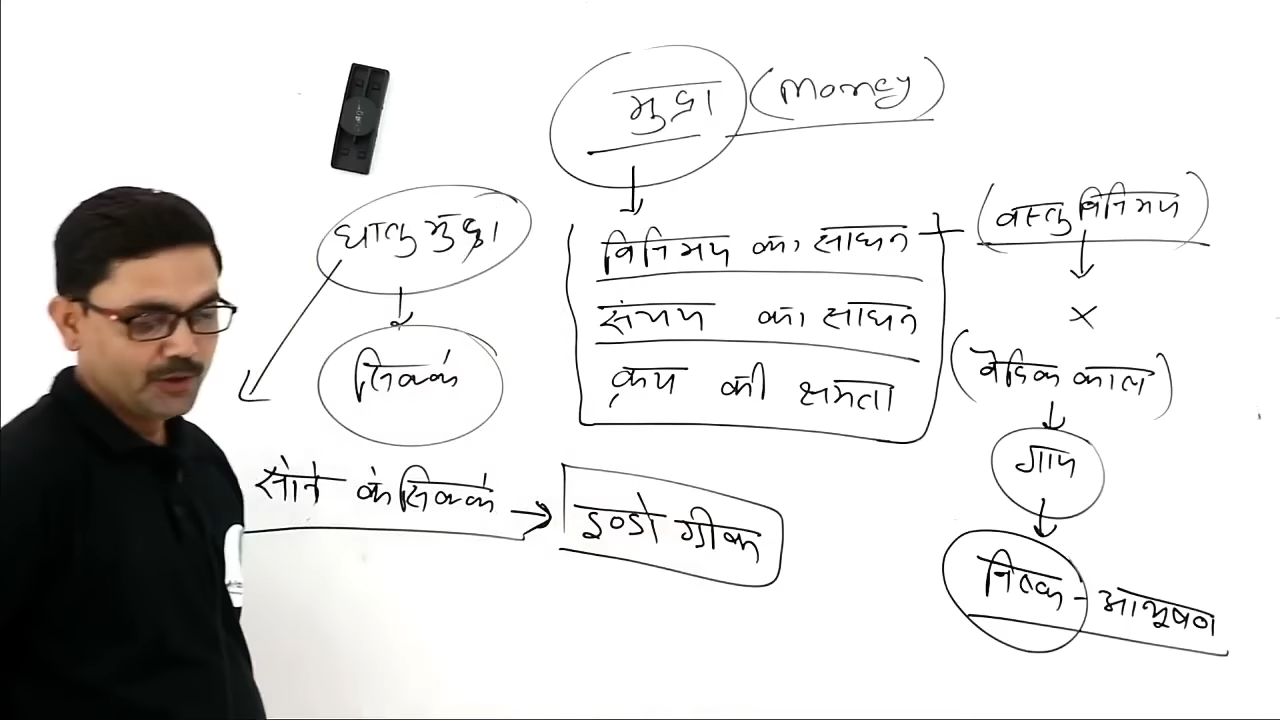 मुद्रा (Money)
धातु मुद्रा
सिक्के
विनिमय का साधन
संचय का साधन
क्रय की क्षमता
(वस्तु विनिमय)
×
(वैदिक काल)
गाय
निष्क - आभूषण
सोने के सिक्के → इण्डो ग्रीक